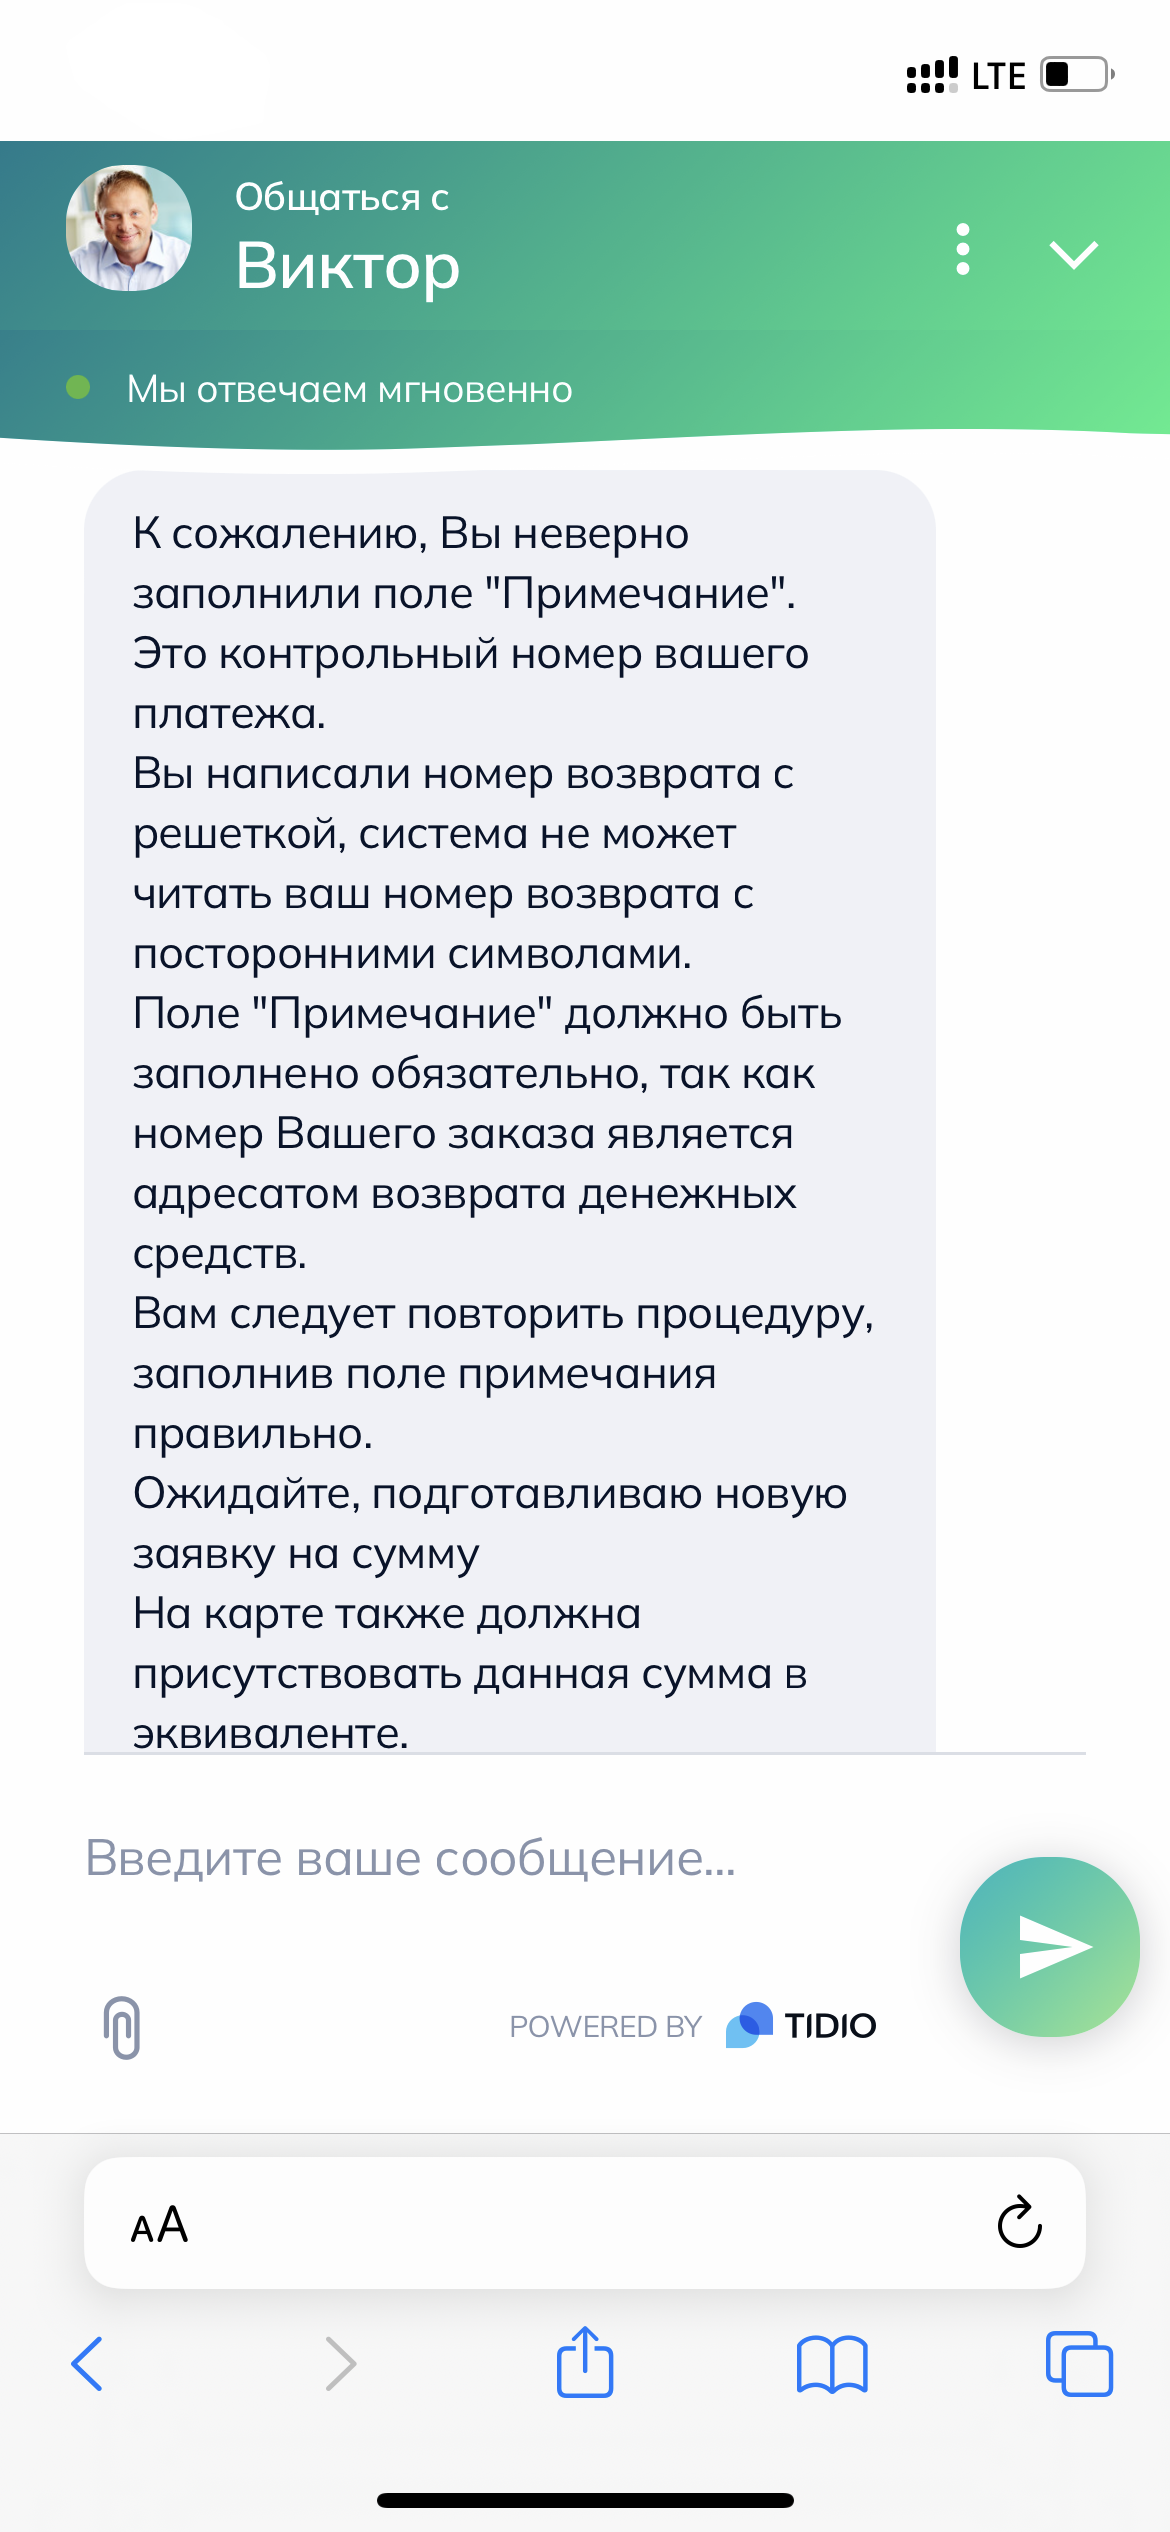 LTE
Общаться с
Виктор
Мы отвечаем мгновенно
К сожалению, Вы неверно
заполнили поле "Примечание".
Это контрольный номер вашего
платежа.
Вы написали номер возврата с
решеткой, система не может
читать ваш номер возврата с
посторонними символами.
Поле "Примечание" должно быть
заполнено обязательно, так как
номер Вашего заказа является
адресатом возврата денежных
средств.
Вам следует повторить процедуру,
заполнив поле примечания
правильно.
Ожидайте, подготавливаю новую
заявку на сумму
На карте также должна
присутствовать данная сумма в
эквиваленте.
Введите ваше сообщение...
POWERED BY TIDIO
AA